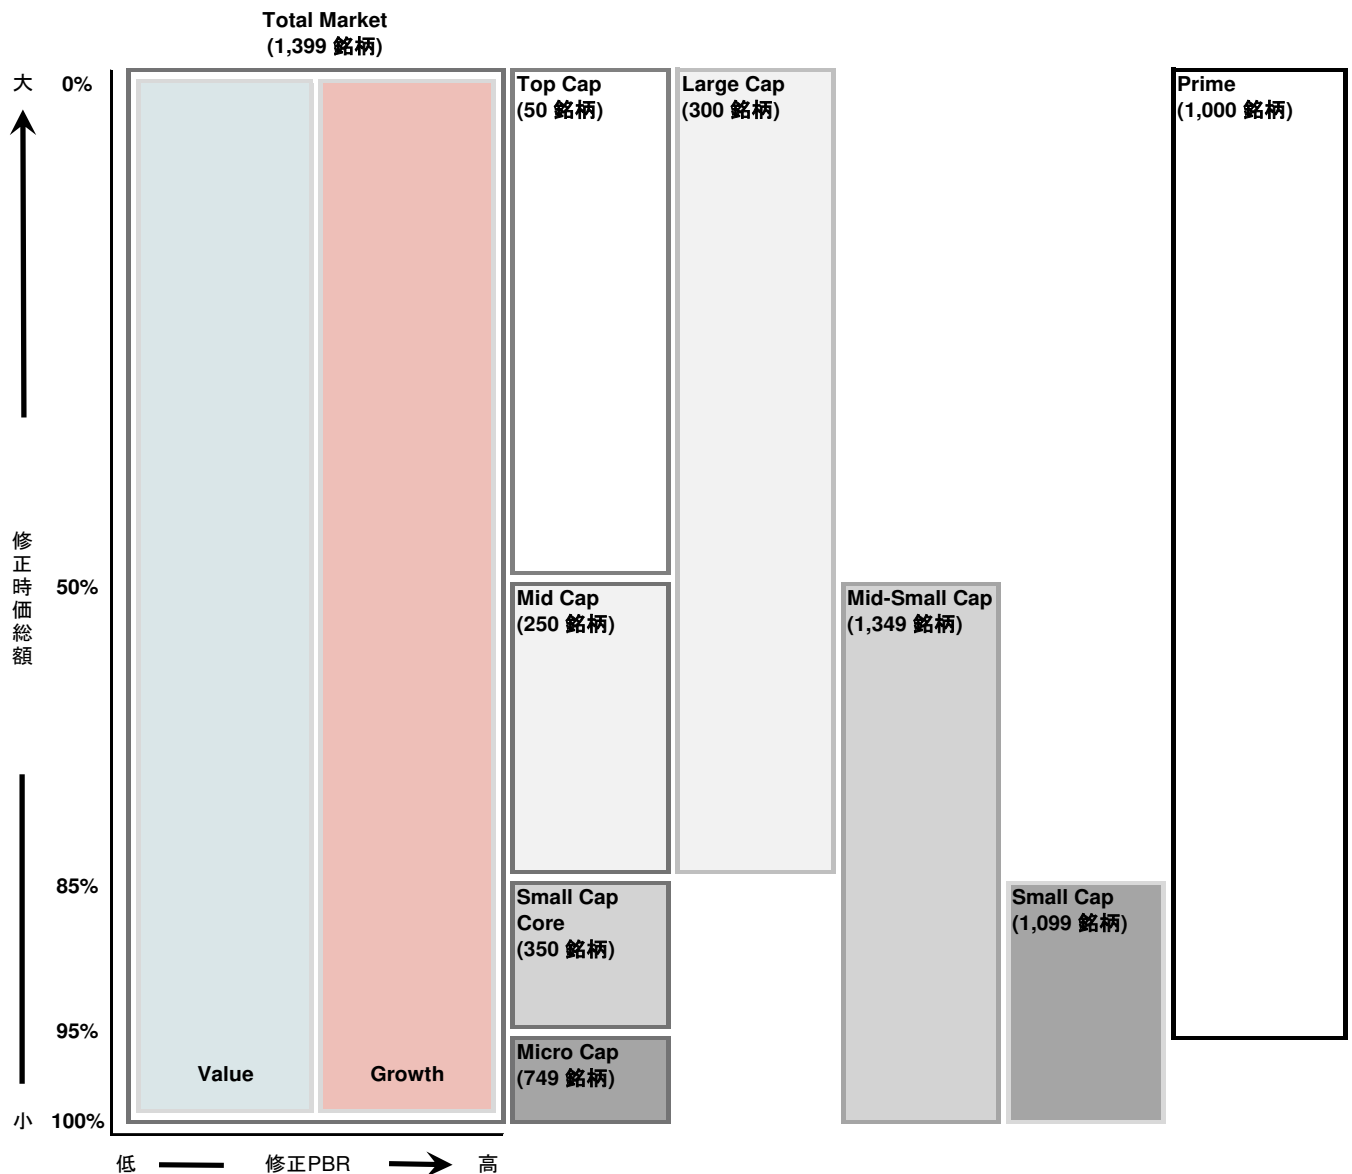 Total Market
(1,399 銘柄)
大
0%
Top Cap
(50 銘柄)
Large Cap
(300 銘柄)
Prime
(1,000 銘柄)
修正時価総額
50%
Mid Cap
(250 銘柄)
Mid-Small Cap
(1,349 銘柄)
85%
Small Cap
Core
(350 銘柄)
Small Cap
(1,099 銘柄)
95%
Micro Cap
(749 銘柄)
Value
Growth
小
100%
低
修正PBR
高